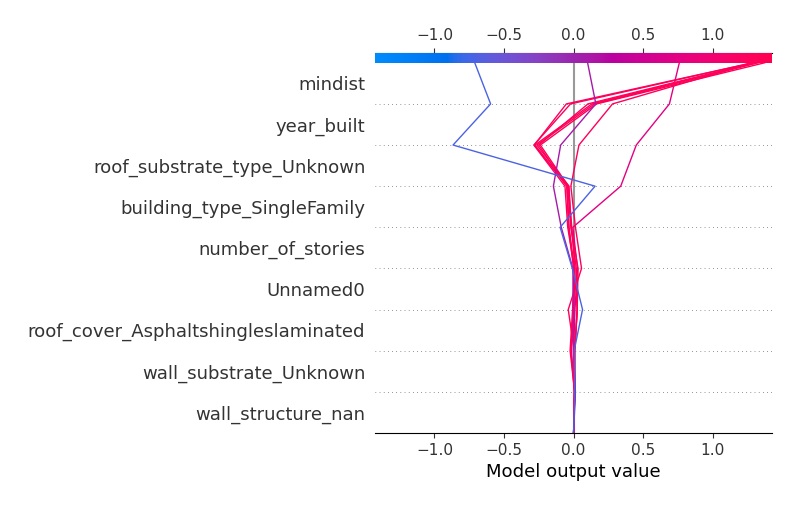 −1.0 −0.5 0.0 0.5 1.0
mindist
year_built
roof_substrate_type_Unknown
building_type_SingleFamily
number_of_stories
Unnamed0
roof_cover_Asphaltshingleslaminated
wall_substrate_Unknown
wall_structure_nan
−1.0 −0.5 0.0 0.5 1.0
Model output value